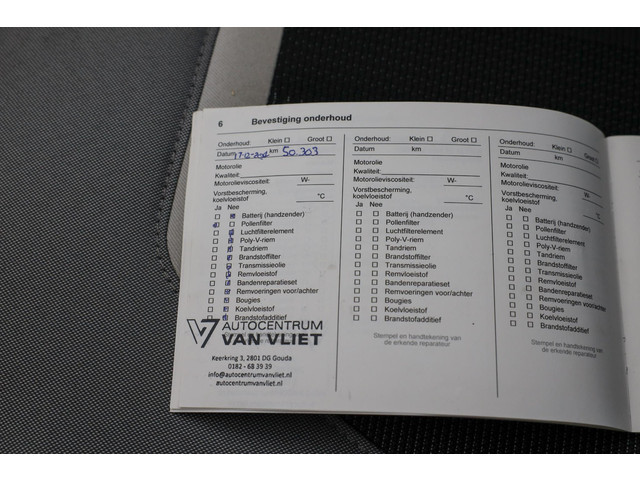 6 Bevestiging onderhoud
Onderhoud: Klein Groot
Datum km 50.303
Motorolie
Kwaliteit:
Motorolieviscositeit: W-
Vorstbescherming,
koelvloeistof °C
Ja Nee
Batterij (handzender)
Pollenfilter
Luchtfilterelement
Poly-V-riem
Tandriem
Brandstoffilter
Transmissieolie
Remvloeistof
Bandenreparatieset
Remvoeringen voor/achter
Bougies
Koelvloeistof
Brandstofadditief
AUTOCENTRUM
VAN VLIET
Keerkring 3, 2801 DG Gouda
0182 - 68 39 39
info@autocentrumvanvliet.nl
autocentrumvanvliet.nl
Onderhoud: Klein Groot
Datum km
Motorolie
Kwaliteit:
Motorolieviscositeit: W-
Vorstbescherming,
koelvloeistof °C
Ja Nee
Batterij (handzender)
Pollenfilter
Luchtfilterelement
Poly-V-riem
Tandriem
Brandstoffilter
Transmissieolie
Remvloeistof
Bandenreparatieset
Remvoeringen voor/achter
Bougies
Koelvloeistof
Brandstofadditief
Stempel en handtekening van
de erkende reparateur
Onderhoud: Klein Groot
Datum km
Motorolie
Kwaliteit:
Motorolieviscositeit: W-
Vorstbescherming,
koelvloeistof °C
Ja Nee
Batterij (handzender)
Pollenfilter
Luchtfilterelement
Poly-V-riem
Tandriem
Brandstoffilter
Transmissieolie
Remvloeistof
Bandenreparatieset
Remvoeringen voor/achter
Bougies
Koelvloeistof
Brandstofadditief
Stempel en handtekening van
de erkende reparateur